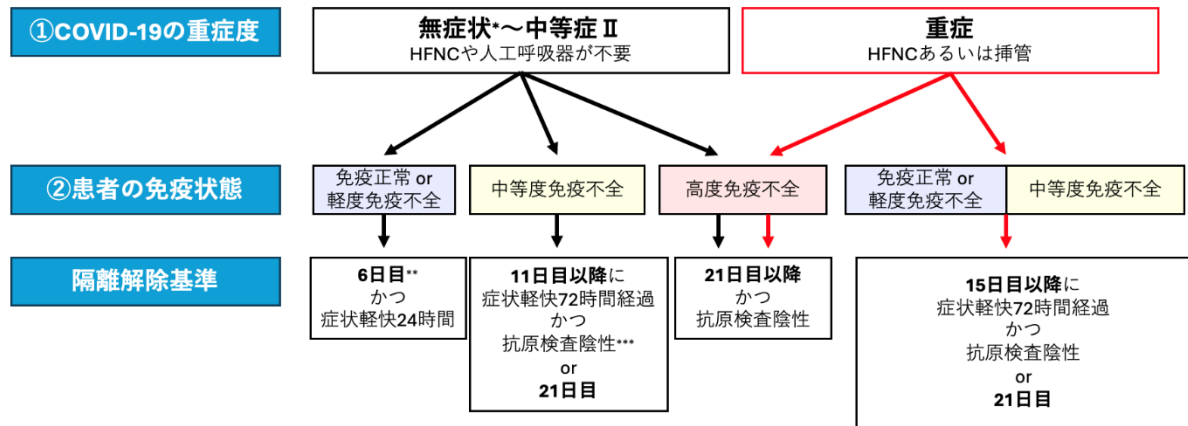 ①COVID-19の重症度
無症状*～中等症Ⅱ
HFNCや人工呼吸器が不要
重症
HFNCあるいは挿管
②患者の免疫状態
免疫正常 or
軽度免疫不全
中等度免疫不全
高度免疫不全
免疫正常 or
軽度免疫不全
中等度免疫不全
隔離解除基準
6日目**
かつ
症状軽快24時間
11日目以降に
症状軽快72時間経過
かつ
抗原検査陰性***
or
21日目
21日目以降
かつ
抗原検査陰性
15日目以降に
症状軽快72時間経過
かつ
抗原検査陰性
or
21日目